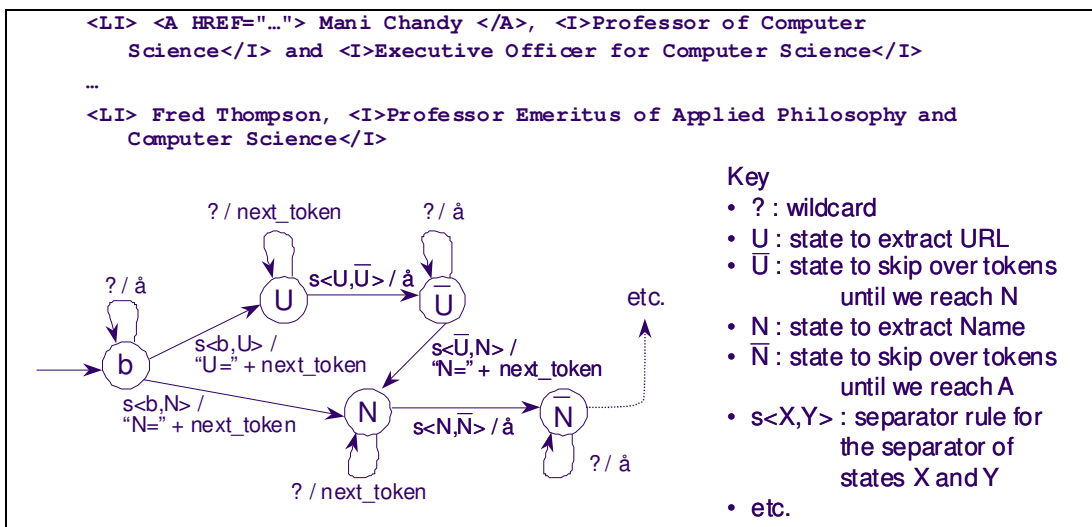 <LI> <A HREF="…"> Mani Chandy </A>, <I>Professor of Computer
Science</I> and <I>Executive Officer for Computer Science</I>
…
<LI> Fred Thompson, <I>Professor Emeritus of Applied Philosophy and
Computer Science</I>
? / next_token
? / å
s<U,U̅> / å
? / å
U
U̅
b
s<b,U> /
“U=” + next_token
s<U̅,N> /
“N=” + next_token
etc.
s<b,N> /
“N=” + next_token
N
s<N,N̅> / å
N̅
? / next_token
? / å
Key
• ? : wildcard
• U : state to extract URL
• U̅ : state to skip over tokens
until we reach N
• N : state to extract Name
• N̅ : state to skip over tokens
until we reach A
• s<X,Y> : separator rule for
the separator of
states X and Y
• etc.